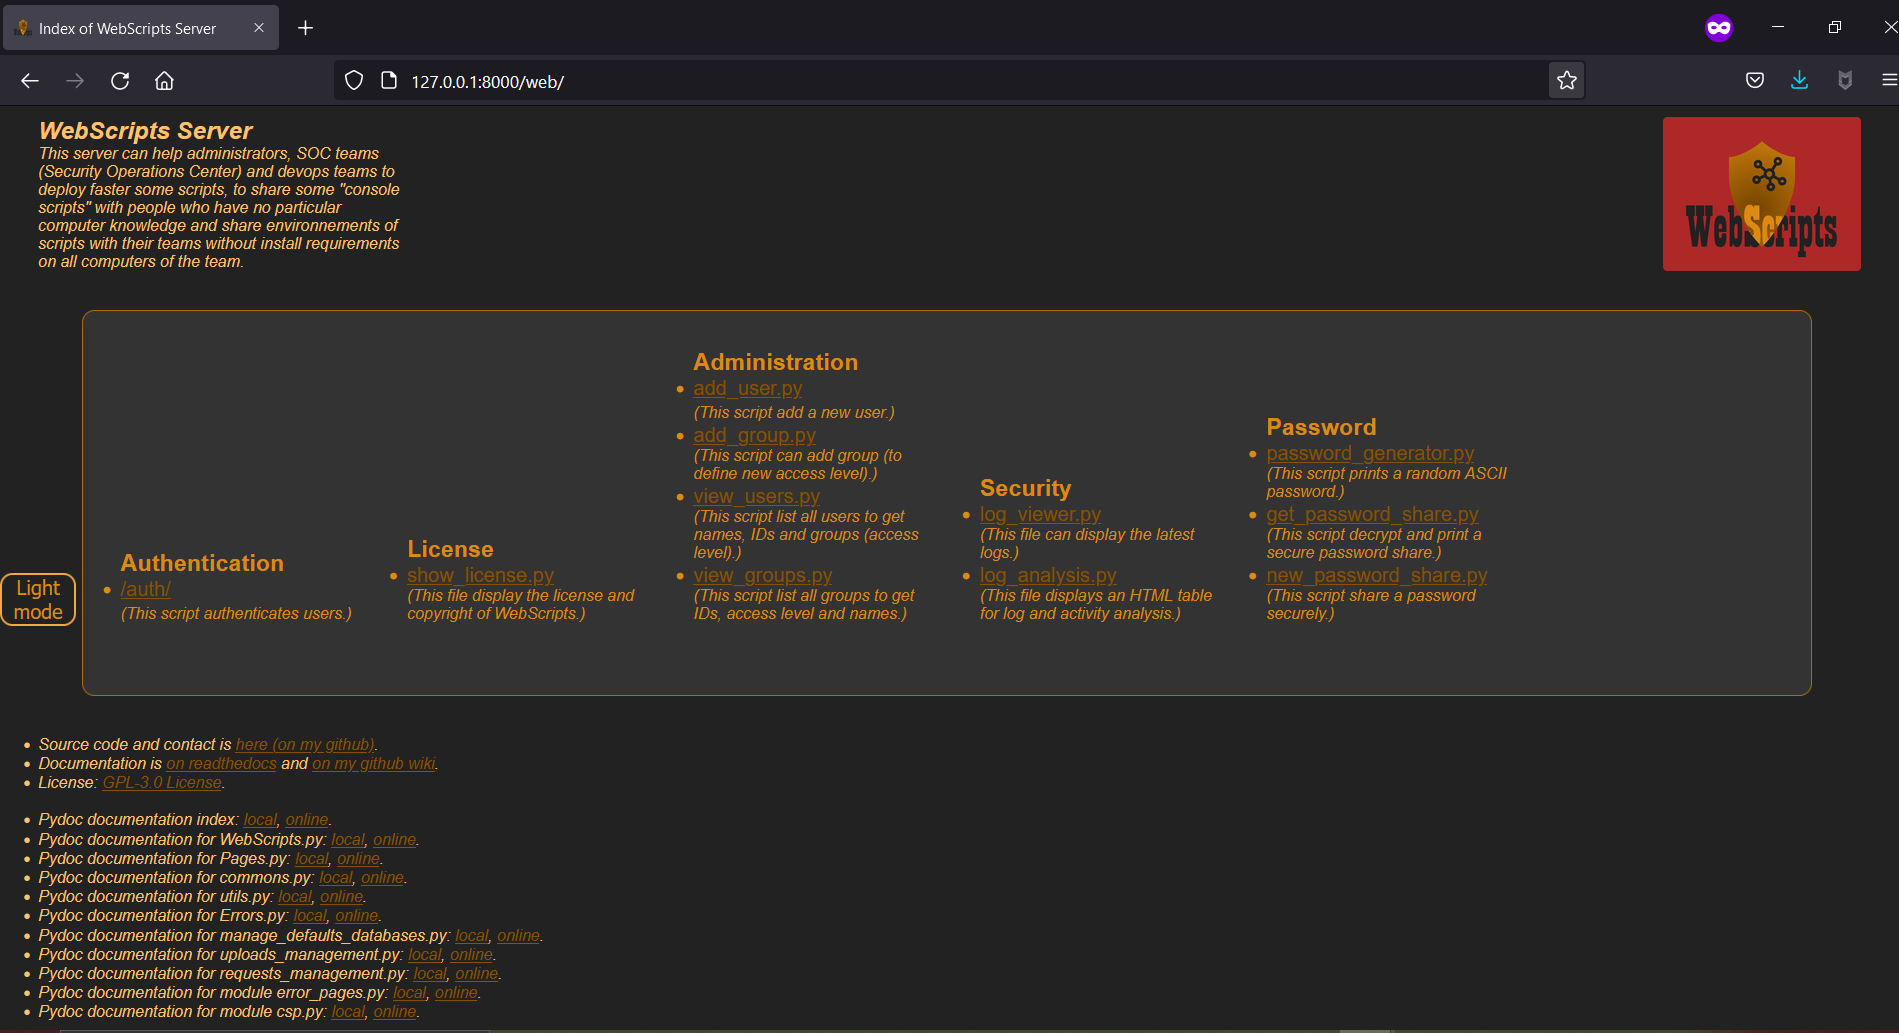 Index of WebScripts Server
127.0.0.1:8000/web/
WebScripts Server
This server can help administrators, SOC teams
(Security Operations Center) and devops teams to
deploy faster some scripts, to share some "console
scripts" with people who have no particular
computer knowledge and share environnements of
scripts with their teams without install requirements
on all computers of the team.
WebScripts
Light
mode
Authentication
/auth/
(This script authenticates users.)
License
show_license.py
(This file display the license and
copyright of WebScripts.)
Administration
add_user.py
(This script add a new user.)
add_group.py
(This script can add group (to
define new access level).)
view_users.py
(This script list all users to get
names, IDs and groups (access
level).)
view_groups.py
(This script list all groups to get
IDs, access level and names.)
Security
log_viewer.py
(This file can display the latest
logs.)
log_analysis.py
(This file displays an HTML table
for log and activity analysis.)
Password
password_generator.py
(This script prints a random ASCII
password.)
get_password_share.py
(This script decrypt and print a
secure password share.)
new_password_share.py
(This script share a password
securely.)
Source code and contact is here (on my github).
Documentation is on readthedocs and on my github wiki.
License: GPL-3.0 License.
Pydoc documentation index: local, online.
Pydoc documentation for WebScripts.py: local, online.
Pydoc documentation for Pages.py: local, online.
Pydoc documentation for commons.py: local, online.
Pydoc documentation for utils.py: local, online.
Pydoc documentation for Errors.py: local, online.
Pydoc documentation for manage_defaults_databases.py: local, online.
Pydoc documentation for uploads_management.py: local, online.
Pydoc documentation for requests_management.py: local, online.
Pydoc documentation for module error_pages.py: local, online.
Pydoc documentation for module csp.py: local, online.